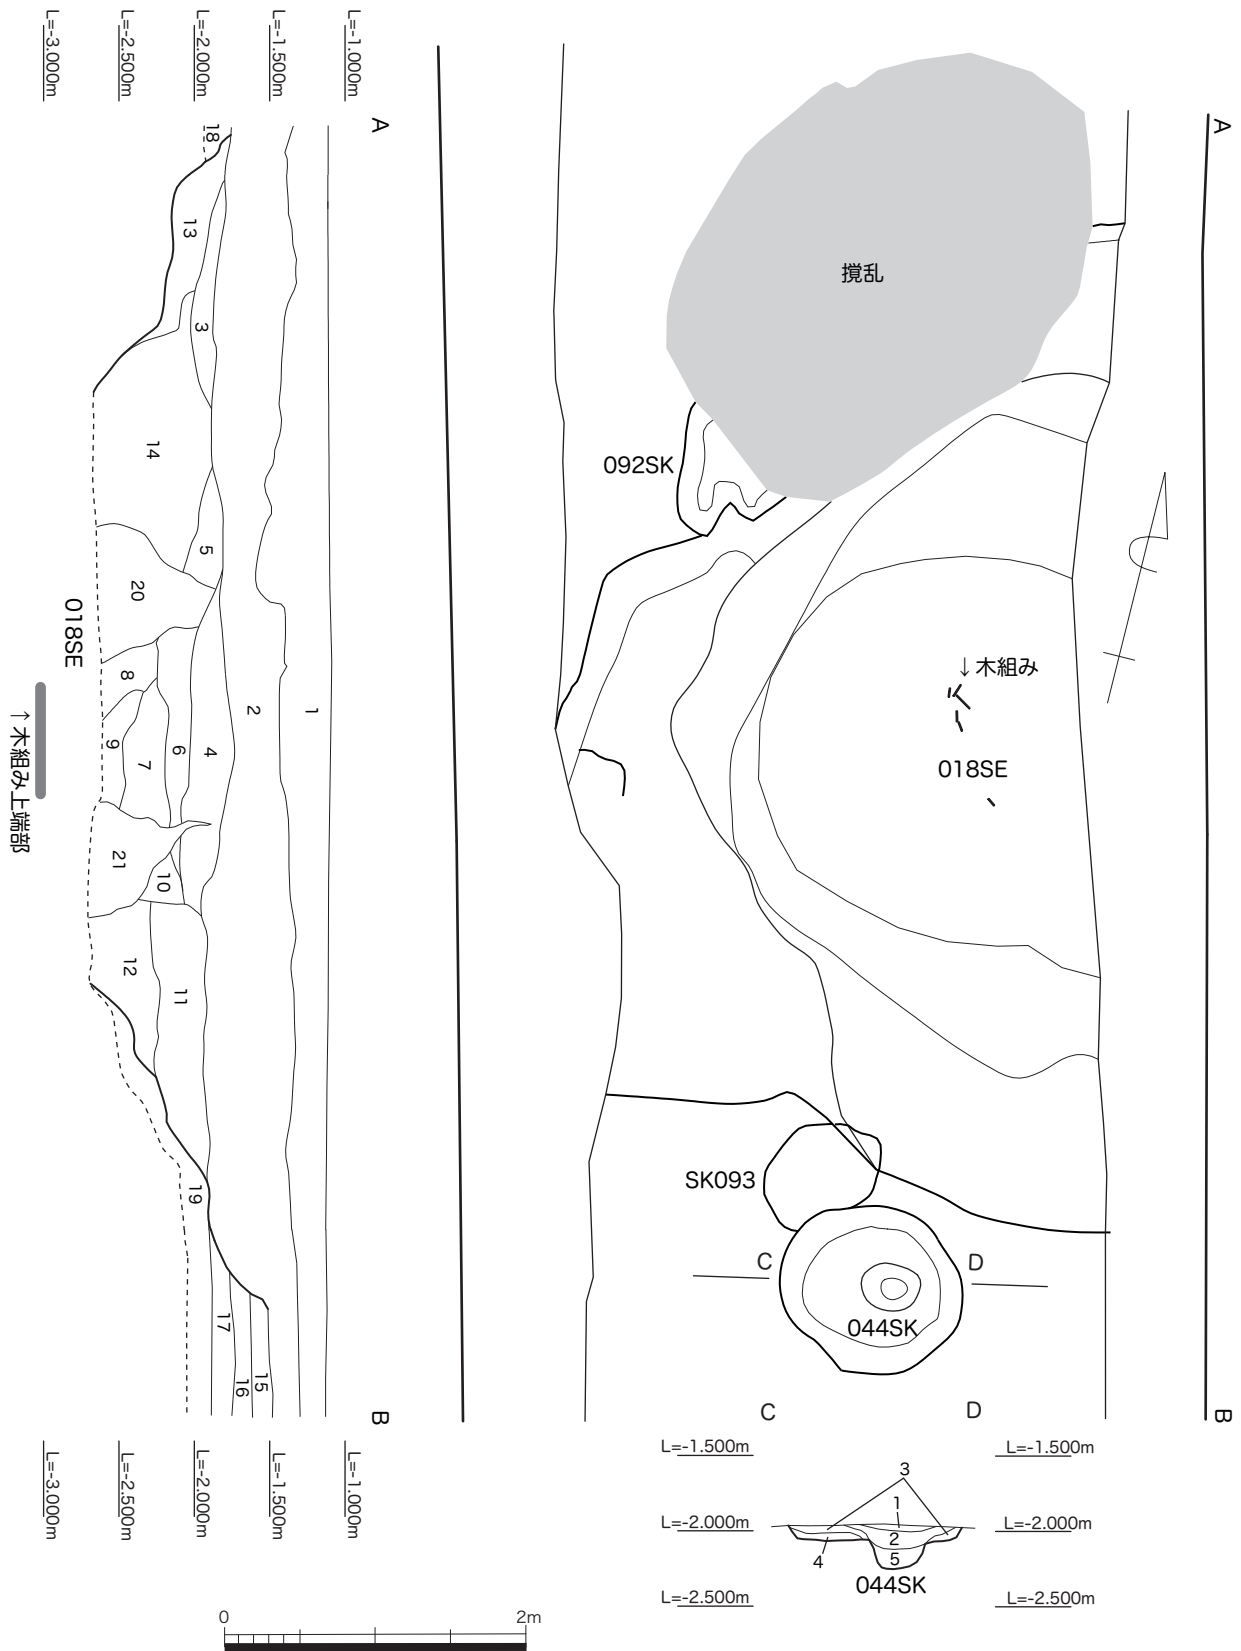 L=-3.000m
L=-2.500m
L=-2.000m
L=-1.500m
L=-1.000m
A
A
18
13
3
14
5
20
8
9
7
6
4
2
1
21
10
12
11
19
17
16
15
018SE
↑木組み上端部
B
B
L=-3.000m
L=-2.500m
L=-2.000m
L=-1.500m
L=-1.000m
撹乱
092SK
↓木組み
018SE
SK093
C
D
044SK
C
D
L=-1.500m
L=-1.500m
3
1
L=-2.000m
L=-2.000m
2
4
5
044SK
L=-2.500m
L=-2.500m
0
2m